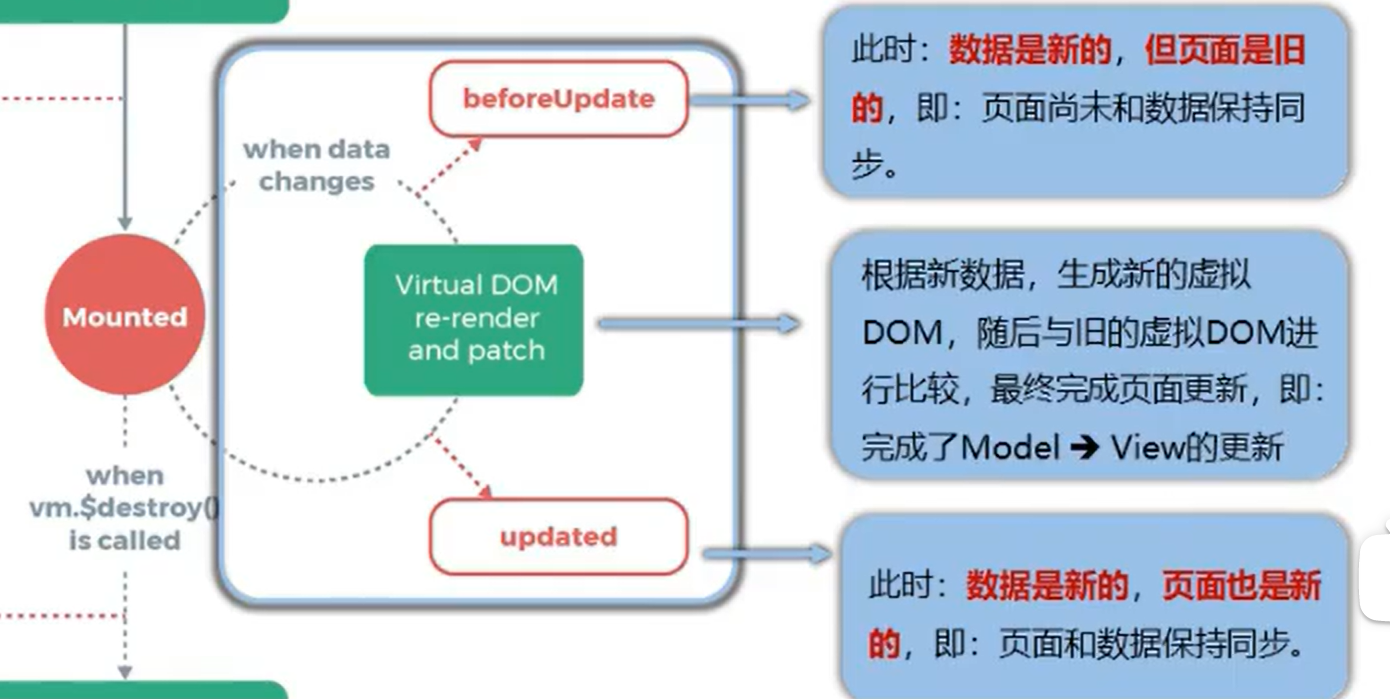 beforeUpdate
when data
changes
Virtual DOM
re-render
and patch
Mounted
when
vm.$destroy()
is called
updated
此时：数据是新的，但页面是旧
的，即：页面尚未和数据保持同
步。
根据新数据，生成新的虚拟
DOM，随后与旧的虚拟DOM进
行比较，最终完成页面更新，即：
完成了Model ➔ View的更新
此时：数据是新的，页面也是新
的，即：页面和数据保持同步。